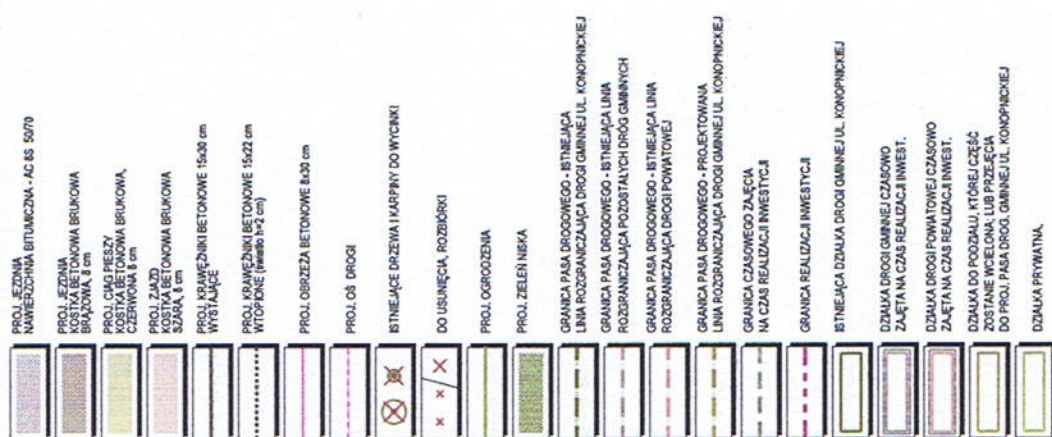 PROJ. JEZDNIA
NAWIERZCHNIA BITUMICZNA - AC 8S 50/70
PROJ. JEZDNIA
KOSTKA BETONOWA BRUKOWA
BRĄZOWA, 8 cm
PROJ. CIĄG PIESZY
KOSTKA BETONOWA BRUKOWA,
CZERWONA 8 cm
PROJ. ZJAZD
KOSTKA BETONOWA BRUKOWA
SZARA, 8 cm
PROJ. KRAWĘŻNIKI BETONOWE 15x30 cm
WYSTAJĄCE
PROJ. KRAWĘŻNIKI BETONOWE 15x22 cm
WTOPIONE (światło h=2 cm)
PROJ. OBRZEŻA BETONOWE 8x30 cm
PROJ. OŚ DROGI
ISTNIEJĄCE DRZEWA I KARPINY DO WYCINKI
DO USUNIĘCIA, ROZBIÓRKI
PROJ. OGRODZENIA
PROJ. ZIELEŃ NISKA
GRANICA PASA DROGOWEGO - ISTNIEJĄCA
LINIA ROZGRANICZAJĄCA DROGI GMINNEJ UL. KONOPNICKIEJ
GRANICA PASA DROGOWEGO - ISTNIEJĄCA LINIA
ROZGRANICZAJĄCA POZOSTAŁYCH DRÓG GMINNYCH
GRANICA PASA DROGOWEGO - ISTNIEJĄCA LINIA
ROZGRANICZAJĄCA DROGI POWIATOWEJ
GRANICA PASA DROGOWEGO - PROJEKTOWANA
LINIA ROZGRANICZAJĄCA DROGI GMINNEJ UL. KONOPNICKIEJ
GRANICA CZASOWEGO ZAJĘCIA
NA CZAS REALIZACJI INWESTYCJI
GRANICA REALIZACJI INWESTYCJI
ISTNIEJĄCA DZIAŁKA DROGI GMINNEJ UL. KONOPNICKIEJ
DZIAŁKA DROGI GMINNEJ CZASOWO
ZAJĘTA NA CZAS REALIZACJI INWEST.
DZIAŁKA DROGI POWIATOWEJ CZASOWO
ZAJĘTA NA CZAS REALIZACJI INWEST.
DZIAŁKA DO PODZIAŁU, KTÓREJ CZĘŚĆ
ZOSTANIE WCIELONA; LUB PRZEJĘCIA
DO PROJ. PASA DROG. GMINNEJ UL. KONOPNICKIEJ
DZIAŁKA PRYWATNA,